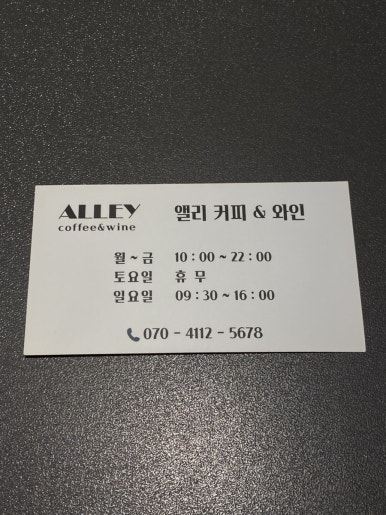 ALLEY 앨리 커피 & 와인
coffee&wine
월 ~ 금 10 : 00 ~ 22 : 00
토요일 휴 무
일요일 09 : 30 ~ 16 : 00
070 - 4112 - 5678